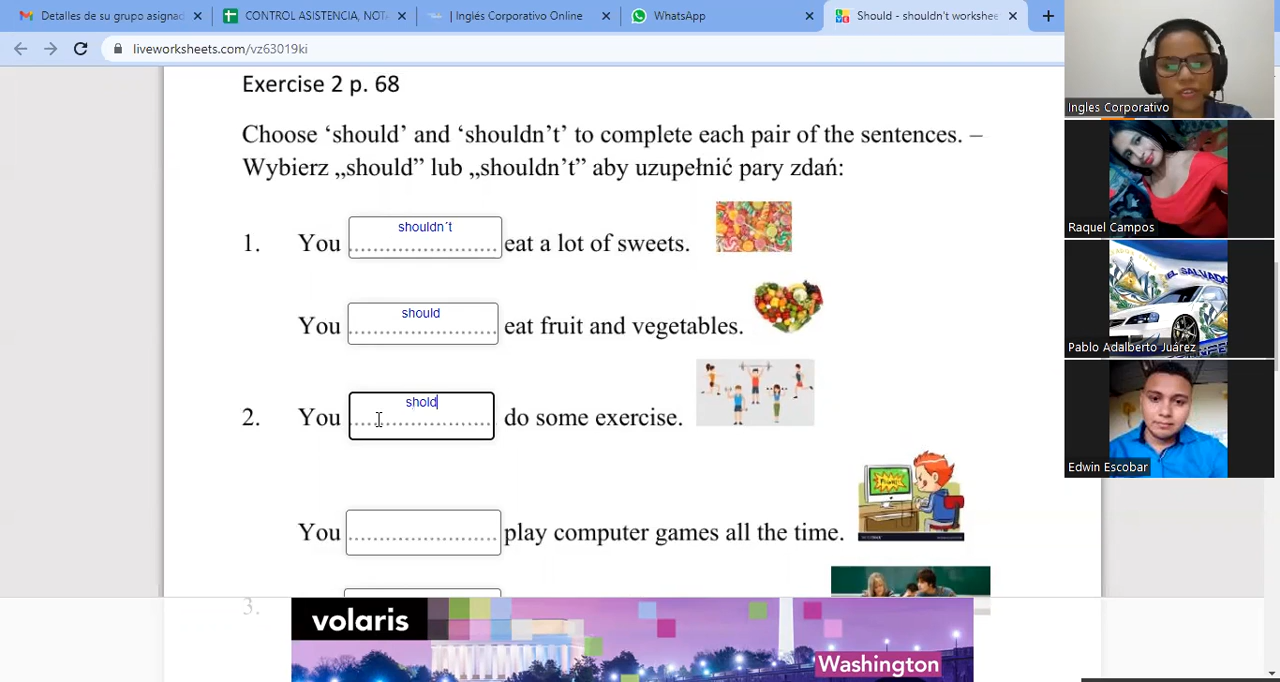 Detalles de su grupo asignad
CONTROL ASISTENCIA, NOT
Inglés Corporativo Online
WhatsApp
Should - shouldn't workshee
liveworksheets.com/vz63019ki
Exercise 2 p. 68
Choose ‘should’ and ‘shouldn’t’ to complete each pair of the sentences. –
Wybierz „should” lub „shouldn’t” aby uzupełnić pary zdań:
1. You shouldn´t eat a lot of sweets.
You should eat fruit and vegetables.
2. You shold do some exercise.
You play computer games all the time.
3.
volaris
Washington
Ingles Corporativo
Raquel Campos
EL SALVADO
Pablo Adalberto Juárez
Edwin Escobar